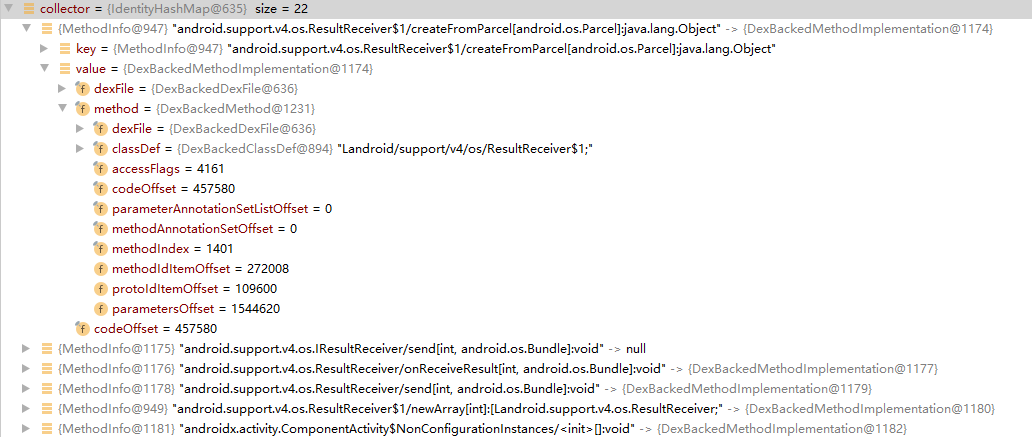 collector = {IdentityHashMap@635} size = 22
{MethodInfo@947} "android.support.v4.os.ResultReceiver$1/createFromParcel[android.os.Parcel]:java.lang.Object" -> {DexBackedMethodImplementation@1174}
key = {MethodInfo@947} "android.support.v4.os.ResultReceiver$1/createFromParcel[android.os.Parcel]:java.lang.Object"
value = {DexBackedMethodImplementation@1174}
f dexFile = {DexBackedDexFile@636}
f method = {DexBackedMethod@1231}
f dexFile = {DexBackedDexFile@636}
f classDef = {DexBackedClassDef@894} "Landroid/support/v4/os/ResultReceiver$1;"
f accessFlags = 4161
f codeOffset = 457580
f parameterAnnotationSetListOffset = 0
f methodAnnotationSetOffset = 0
f methodIndex = 1401
f methodIdItemOffset = 272008
f protoIdItemOffset = 109600
f parametersOffset = 1544620
f codeOffset = 457580
{MethodInfo@1175} "android.support.v4.os.IResultReceiver/send[int, android.os.Bundle]:void" -> null
{MethodInfo@1176} "android.support.v4.os.ResultReceiver/onReceiveResult[int, android.os.Bundle]:void" -> {DexBackedMethodImplementation@1177}
{MethodInfo@1178} "android.support.v4.os.ResultReceiver/send[int, android.os.Bundle]:void" -> {DexBackedMethodImplementation@1179}
{MethodInfo@949} "android.support.v4.os.ResultReceiver$1/newArray[int]:[Landroid.support.v4.os.ResultReceiver;" -> {DexBackedMethodImplementation@1180}
{MethodInfo@1181} "androidx.activity.ComponentActivity$NonConfigurationInstances/<init>[]:void" -> {DexBackedMethodImplementation@1182}